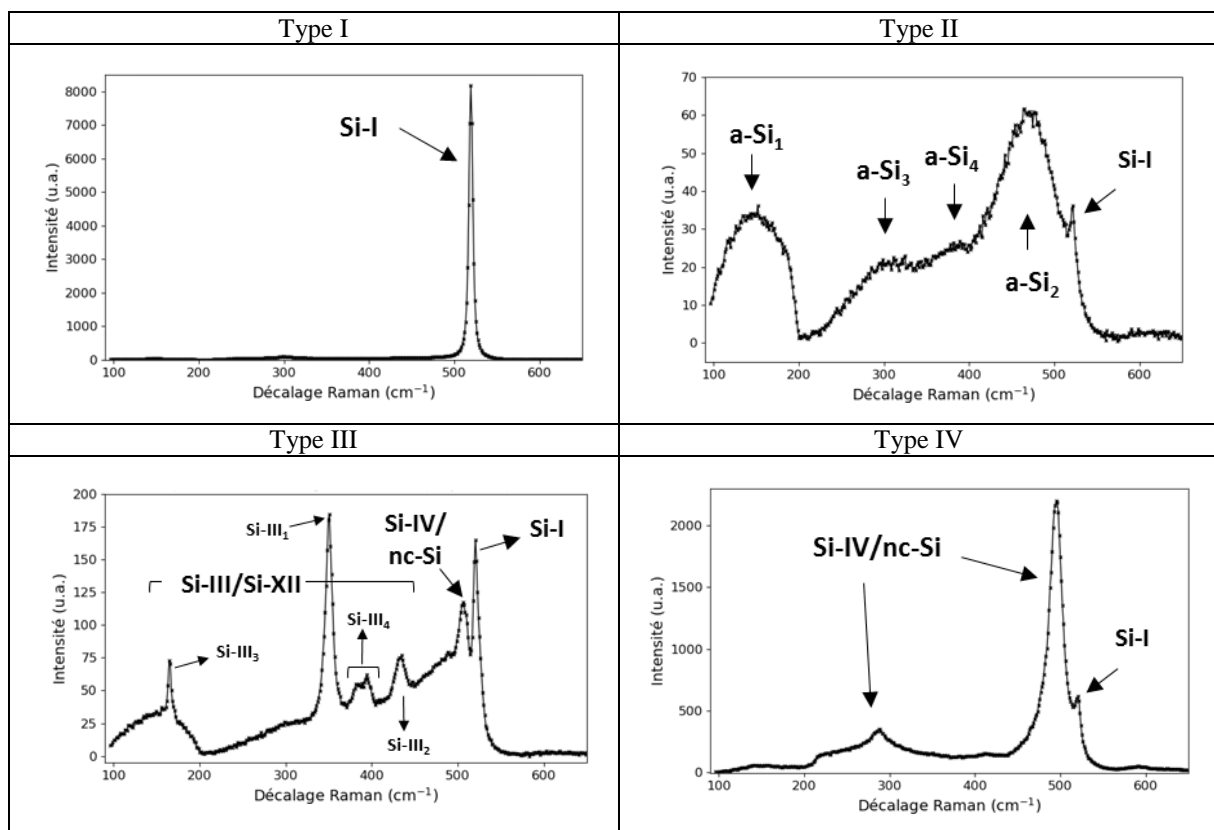 Type I
Type II
Si-I
Intensité (u.a.)
8000
7000
6000
5000
4000
3000
2000
1000
0
100 200 300 400 500 600
Décalage Raman (cm⁻¹)
a-Si₁
a-Si₃
a-Si₄
Si-I
a-Si₂
Intensité (u.a.)
70
60
50
40
30
20
10
0
100 200 300 400 500 600
Décalage Raman (cm⁻¹)
Type III
Type IV
Si-III₁
Si-IV/
nc-Si
Si-I
Si-III/Si-XII
Si-III₄
Si-III₃
Si-III₂
Intensité (u.a.)
200
175
150
125
100
75
50
25
0
100 200 300 400 500 600
Décalage Raman (cm⁻¹)
Si-IV/nc-Si
Si-I
Intensité (u.a.)
2000
1500
1000
500
0
100 200 300 400 500 600
Décalage Raman (cm⁻¹)